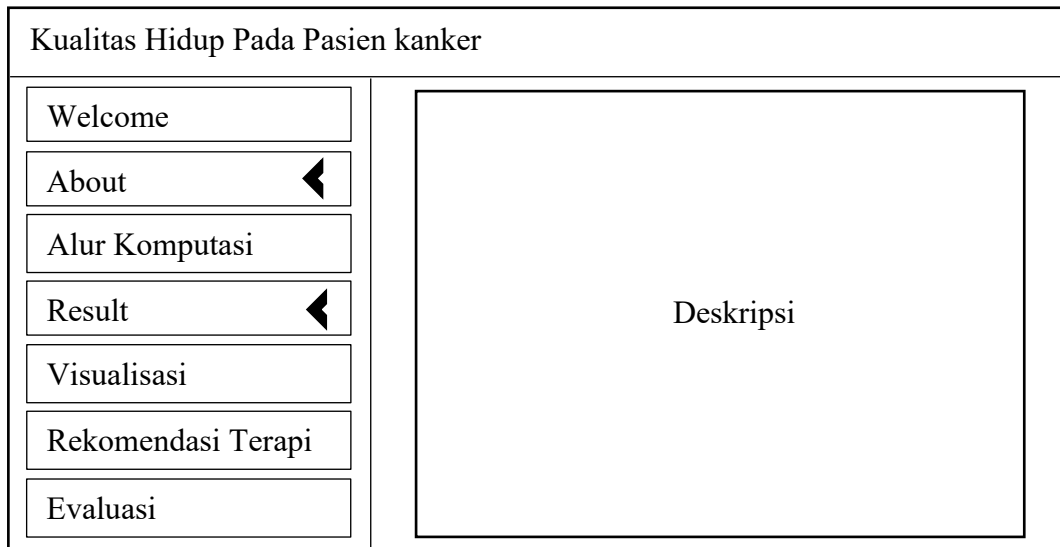 Kualitas Hidup Pada Pasien kanker
Welcome
About
Alur Komputasi
Result
Visualisasi
Rekomendasi Terapi
Evaluasi
Deskripsi